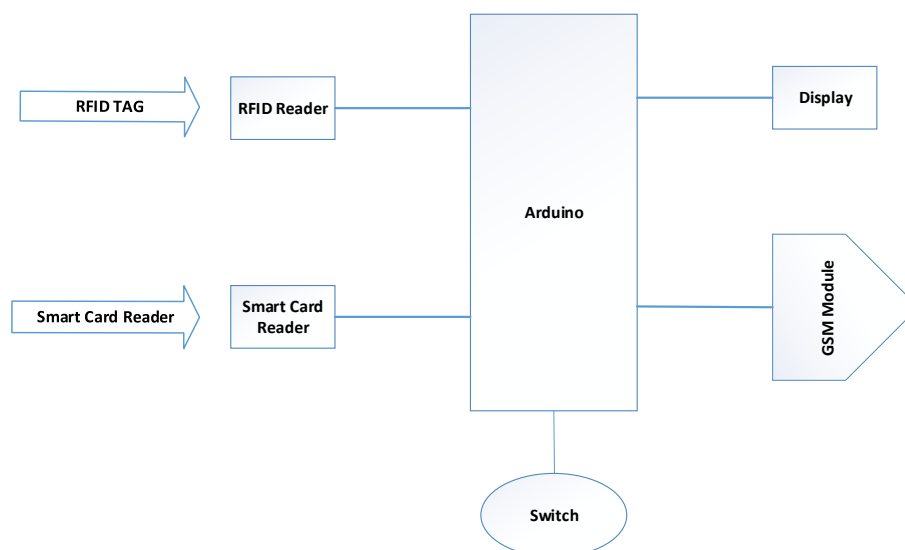 RFID TAG
RFID Reader
Display
Arduino
Smart Card Reader
Smart Card
Reader
GSM Module
Switch